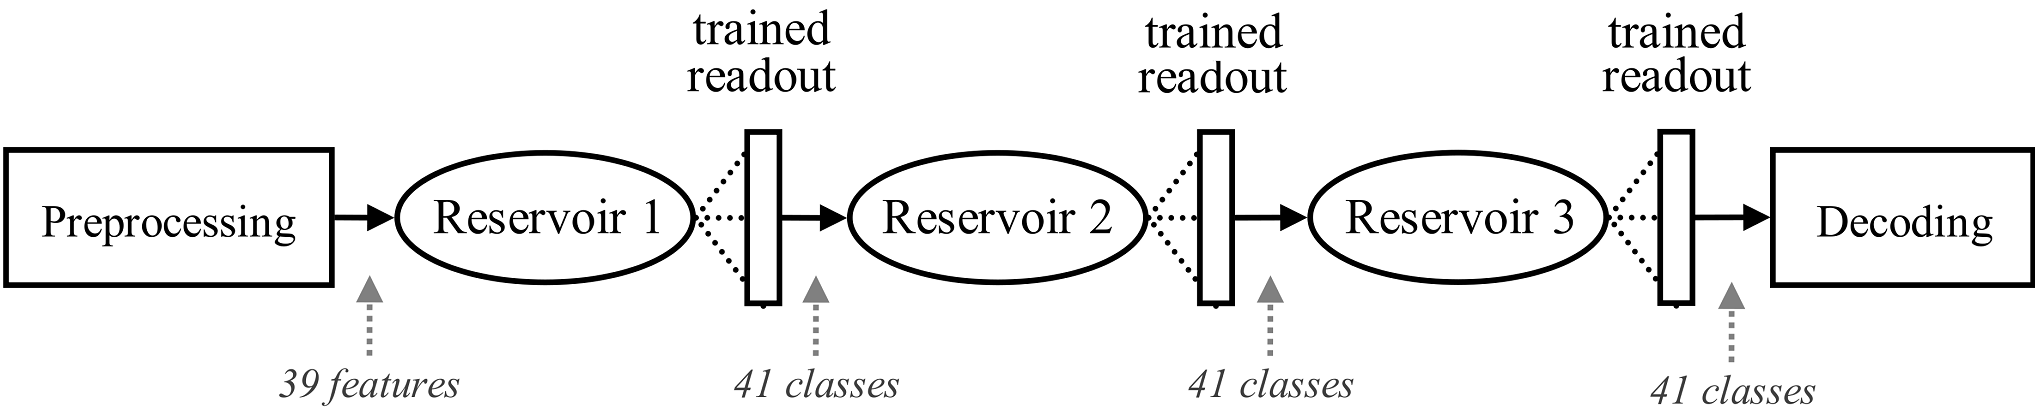 trained
readout
trained
readout
trained
readout
Preprocessing
Reservoir 1
Reservoir 2
Reservoir 3
Decoding
39 features
41 classes
41 classes
41 classes